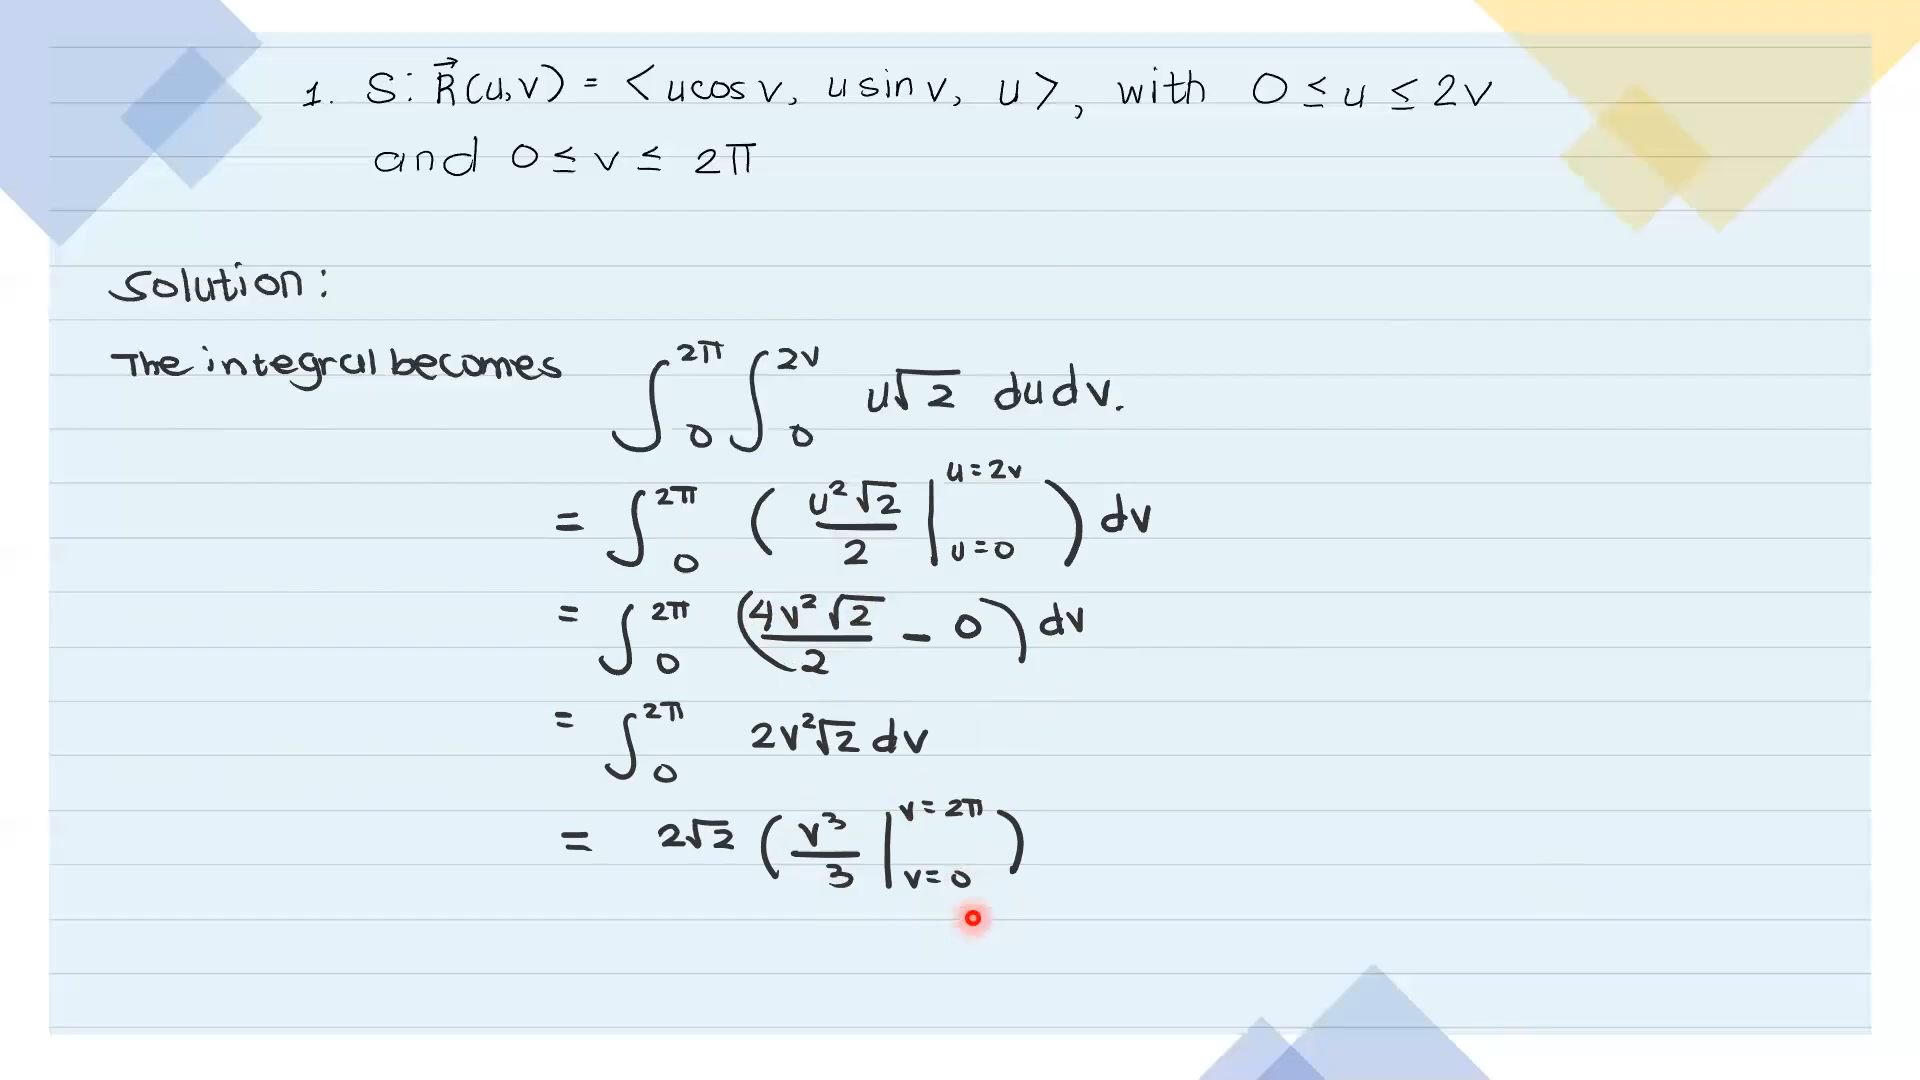 1. S: R⃗(u,v) = <u cos v, u sin v, u>, with 0 ≤ u ≤ 2v
and 0 ≤ v ≤ 2π
Solution:
The integral becomes ∫₀^{2π} ∫₀^{2v} u√2 du dv.
= ∫₀^{2π} ( u²√2 / 2 |_{u=0}^{u=2v} ) dv
= ∫₀^{2π} ( 4v²√2 / 2 − 0 ) dv
= ∫₀^{2π} 2v²√2 dv
= 2√2 ( v³ / 3 |_{v=0}^{v=2π} )